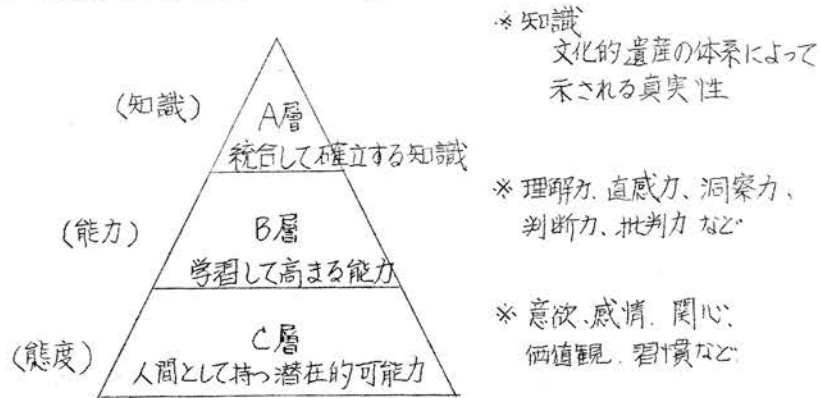 ※ 知識
文化的遺産の体系によって
示される真実性
(知識)
A層
統合して確立する知識
※ 理解力、直感力、洞察力、
判断力、批判力 など
(能力)
B層
学習して高まる能力
※ 意欲、感情、関心、
価値観、習慣など
(態度)
C層
人間として持つ潜在的可能力